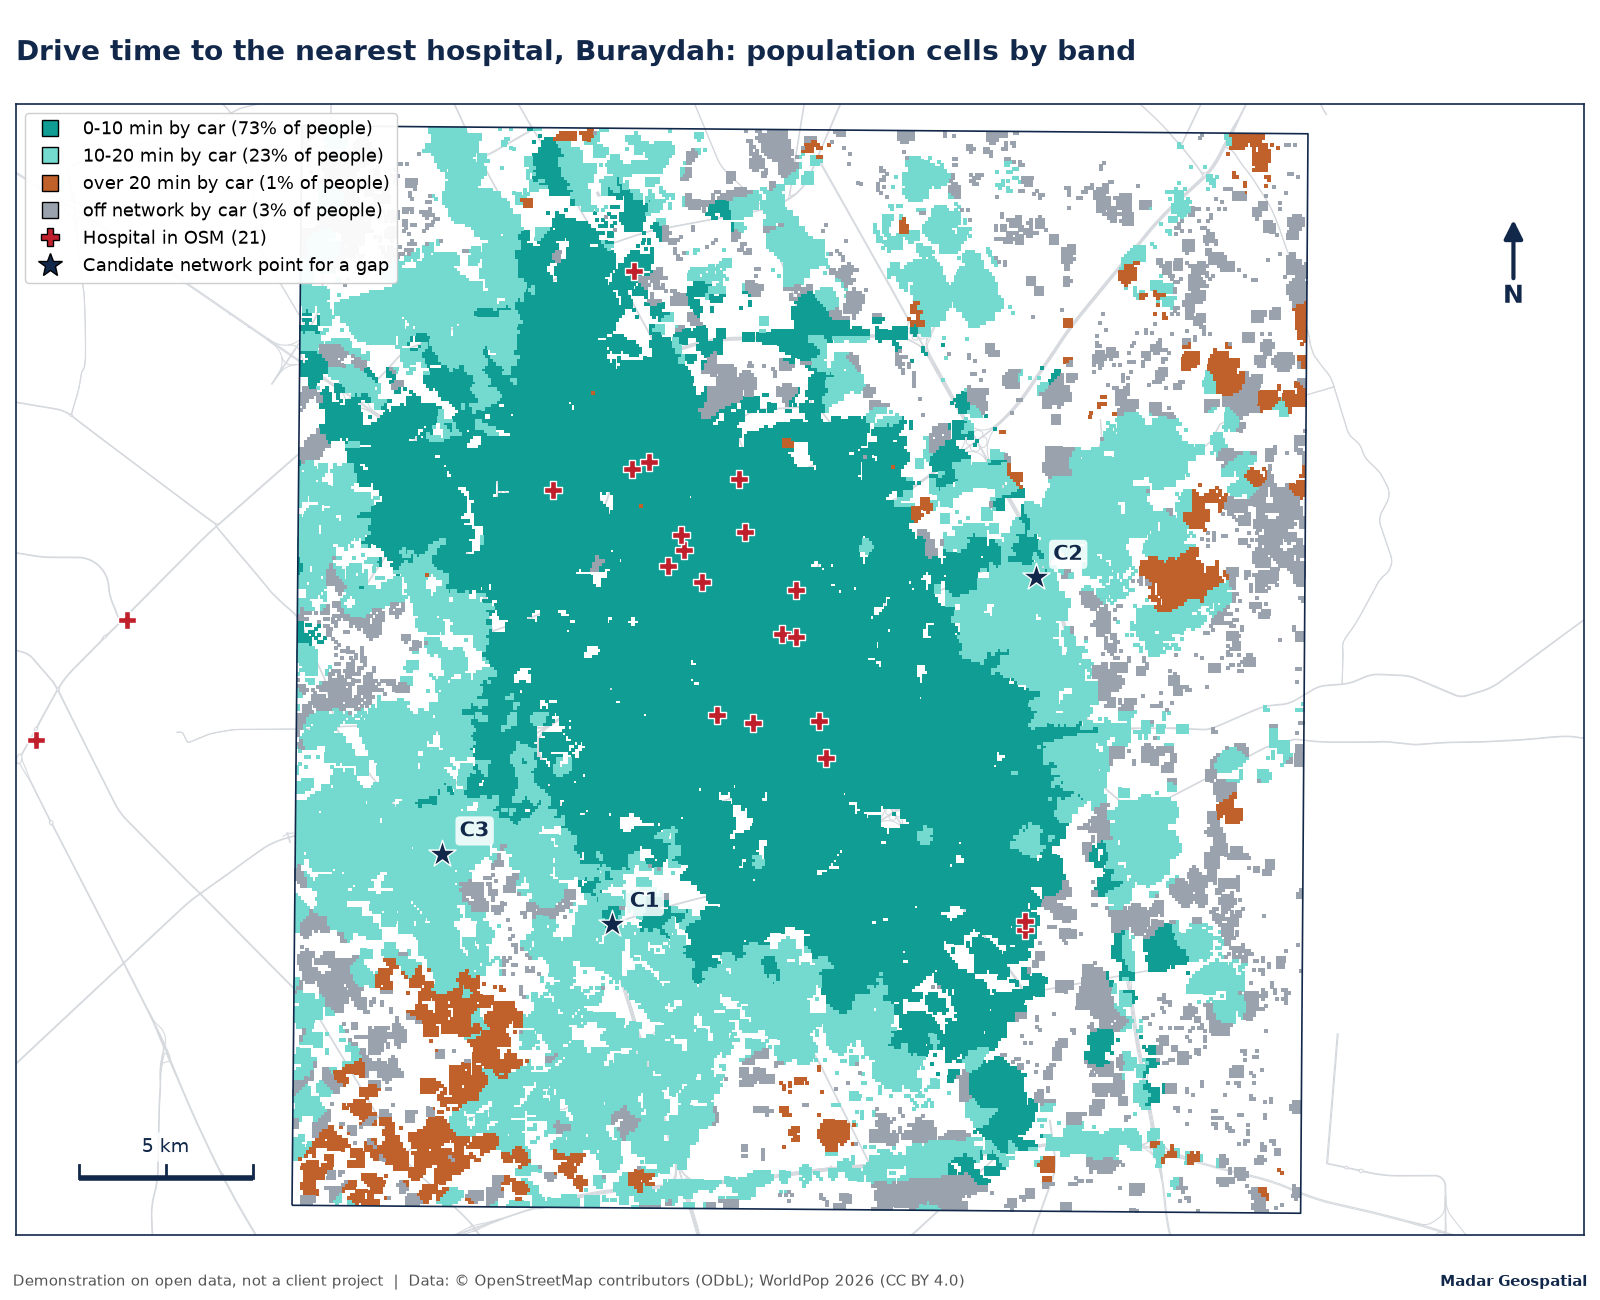 Drive time to the nearest hospital, Buraydah: population cells by band
0-10 min by car (73% of people)
10-20 min by car (23% of people)
over 20 min by car (1% of people)
off network by car (3% of people)
Hospital in OSM (21)
Candidate network point for a gap
N
C2
C3
C1
5 km
Demonstration on open data, not a client project | Data: © OpenStreetMap contributors (ODbL); WorldPop 2026 (CC BY 4.0)
Madar Geospatial